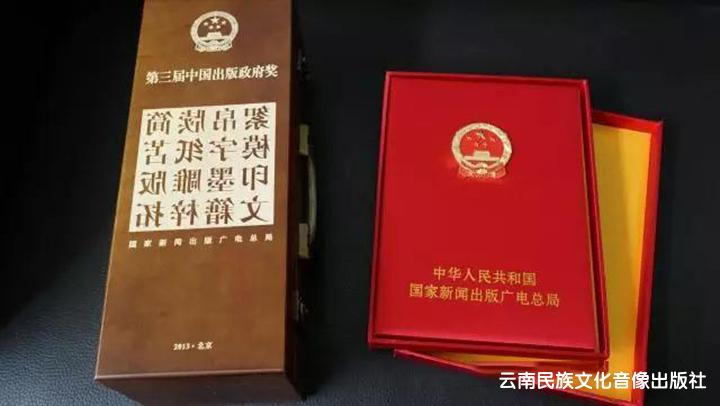 第三届中国出版政府奖
简牍帛絮
纸字模
版雕墨印
拓梓籍文
国家新闻出版广电总局
2013·北京
中华人民共和国
国家新闻出版广电总局
云南民族文化音像出版社